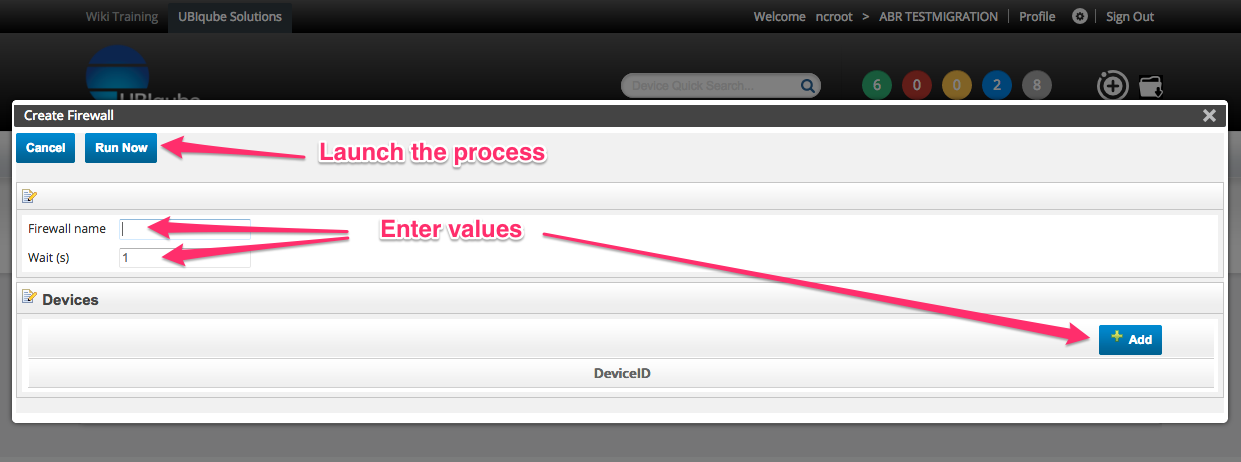 Wiki Training UBIqube Solutions Welcome ncroot > ABR TESTMIGRATION Profile Sign Out
UBIqube Device Quick Search... 6 0 0 2 8
Create Firewall
Cancel Run Now Launch the process
Firewall name Enter values
Wait (s) 1
Devices
+ Add
DeviceID